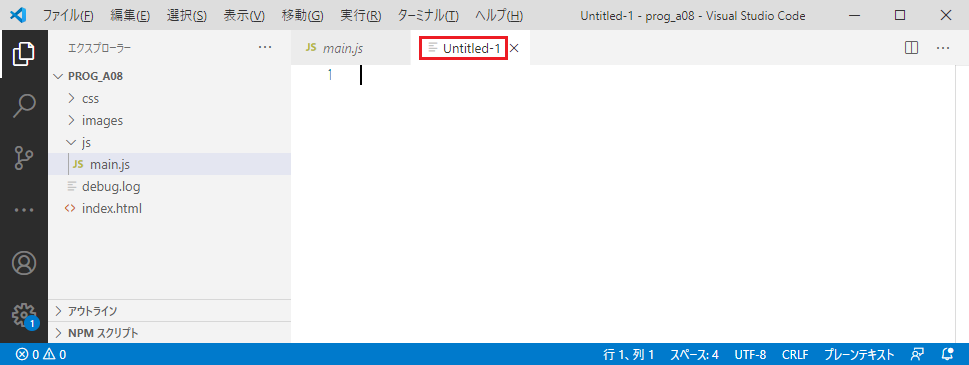 ファイル(F) 編集(E) 選択(S) 表示(V) 移動(G) 実行(R) ターミナル(T) ヘルプ(H) Untitled-1 - prog_a08 - Visual Studio Code
エクスプローラー ···
JS main.js
Untitled-1
PROG_A08
css
images
js
JS main.js
debug.log
index.html
1
アウトライン
NPM スクリプト
1
0 0
行 1、列 1 スペース: 4 UTF-8 CRLF プレーンテキスト